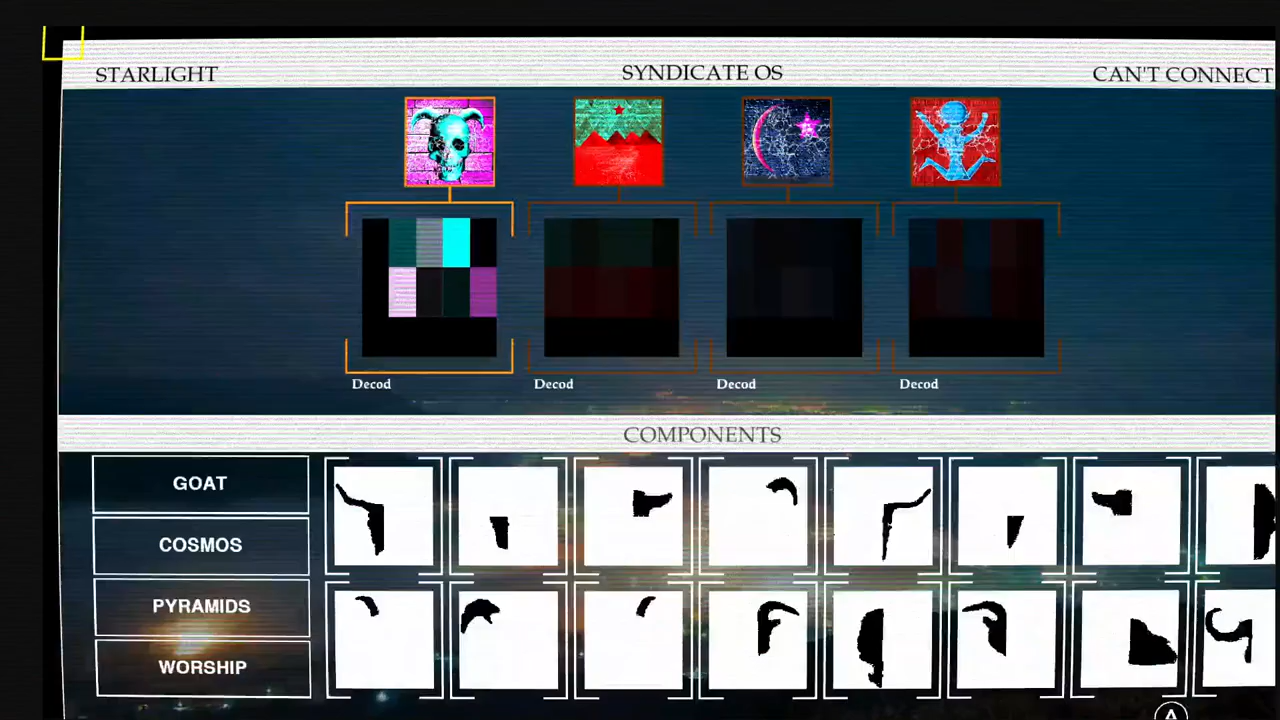 STARLIGHT
SYNDICATE OS
CAN'T CONNECT
Decod
Decod
Decod
Decod
COMPONENTS
GOAT
COSMOS
PYRAMIDS
WORSHIP
A